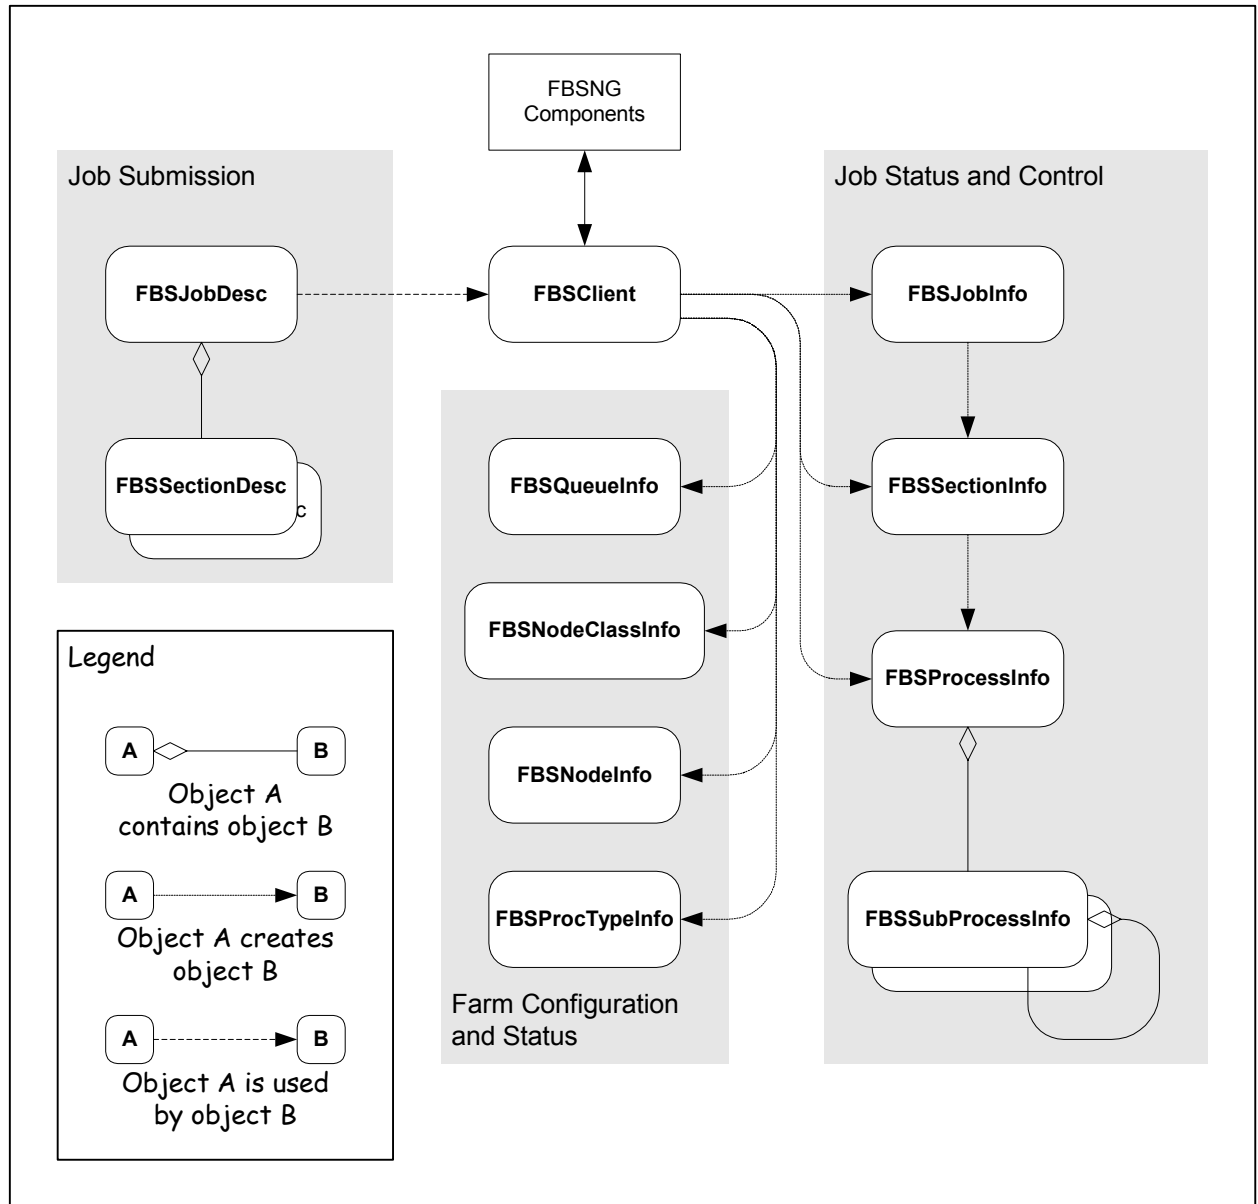 FBSNG
Components
Job Submission
Job Status and Control
FBSJobDesc
FBSClient
FBSJobInfo
FBSSectionDesc
c
FBSQueueInfo
FBSSectionInfo
FBSNodeClassInfo
FBSProcessInfo
FBSNodeInfo
FBSProcTypeInfo
FBSSubProcessInfo
Farm Configuration
and Status
Legend
A
B
Object A
contains object B
A
B
Object A creates
object B
A
B
Object A is used
by object B